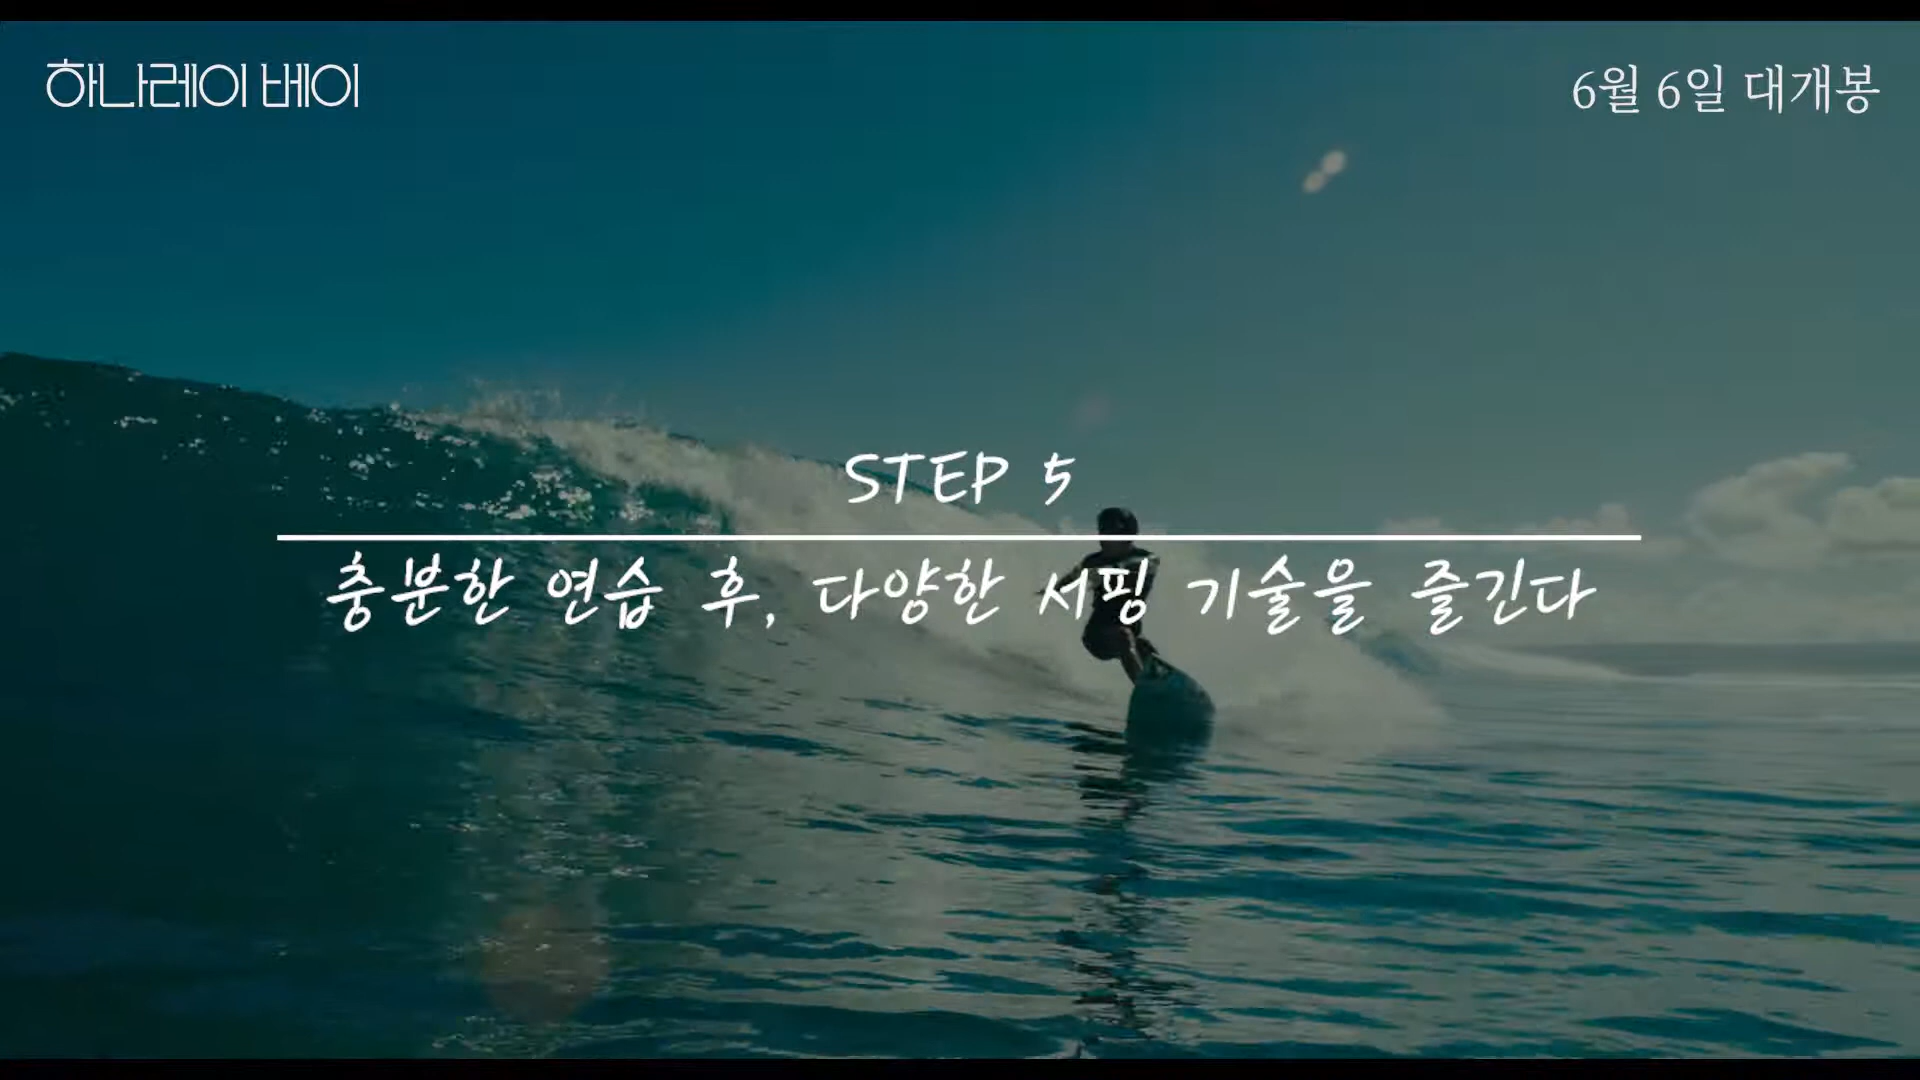 하나레이 베이
6월 6일 대개봉
STEP 5
충분한 연습 후, 다양한 서핑 기술을 즐긴다